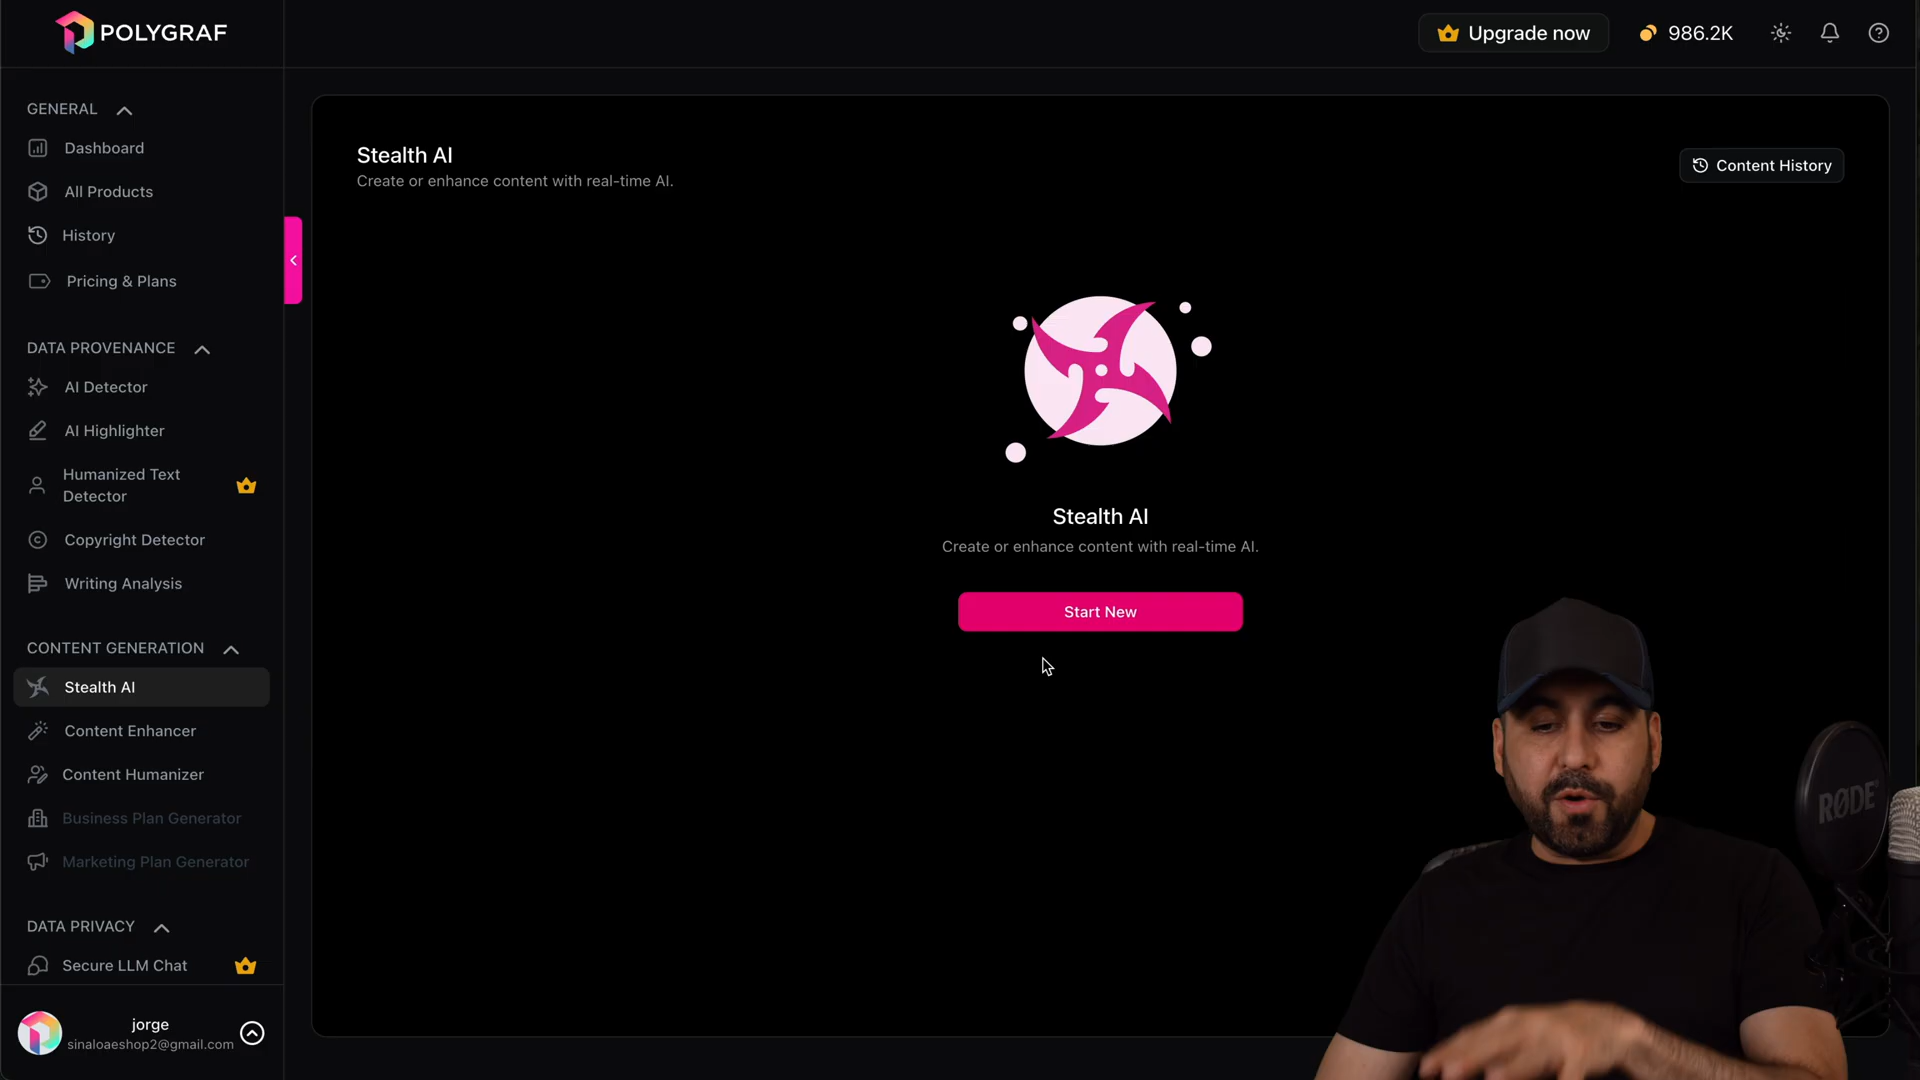 POLYGRAF
Upgrade now
986.2K
GENERAL
Dashboard
All Products
History
Pricing & Plans
DATA PROVENANCE
AI Detector
AI Highlighter
Humanized Text
Detector
Copyright Detector
Writing Analysis
CONTENT GENERATION
Stealth AI
Content Enhancer
Content Humanizer
Business Plan Generator
Marketing Plan Generator
DATA PRIVACY
Secure LLM Chat
jorge
sinaloaeshop2@gmail.com
Stealth AI
Create or enhance content with real-time AI.
Content History
Stealth AI
Create or enhance content with real-time AI.
Start New
RØDE